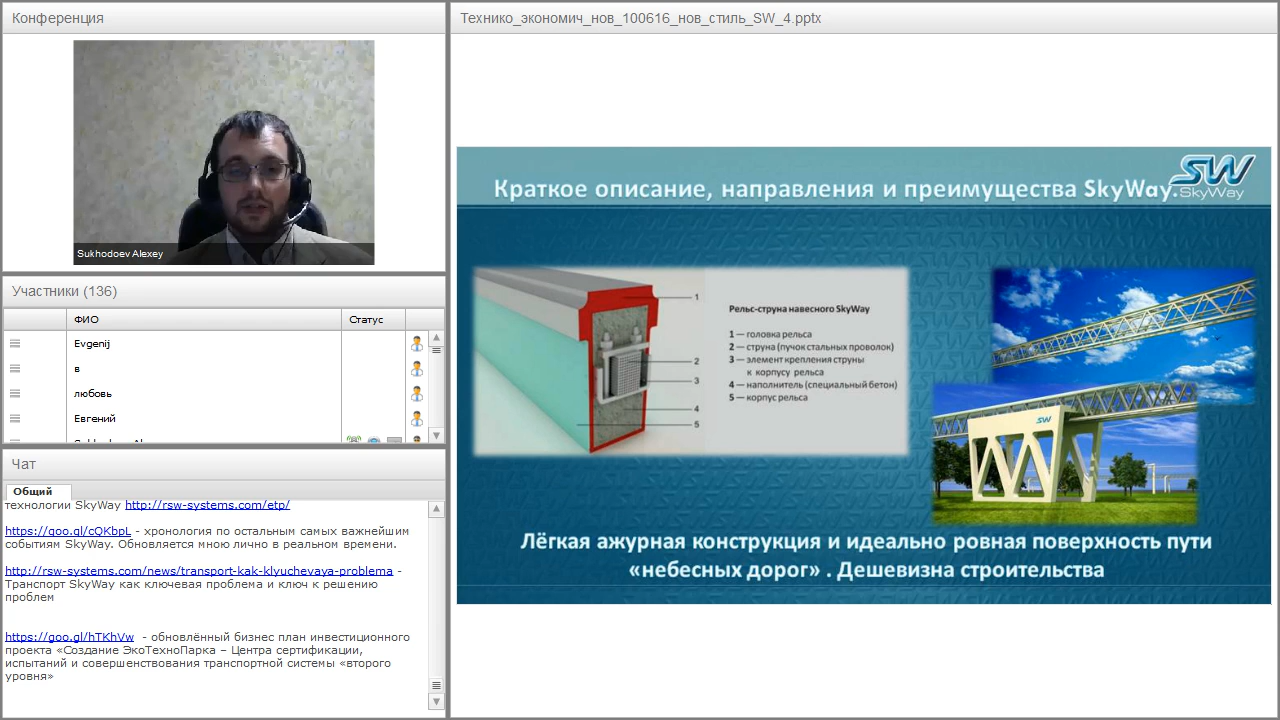 Конференция
Sukhodoev Alexey
Участники (136)
ФИО
Статус
Evgenij
в
любовь
Евгений
Чат
Общий
технологии SkyWay http://rsw-systems.com/etp/
https://goo.gl/cQKbpL - хронология по остальным самых важнейшим
событиям SkyWay. Обновляется мною лично в реальном времени.
http://rsw-systems.com/news/transport-kak-klyuchevaya-problema -
Транспорт SkyWay как ключевая проблема и ключ к решению
проблем
https://goo.gl/hTKhVw - обновлённый бизнес план инвестиционного
проекта «Создание ЭкоТехноПарка – Центра сертификации,
испытаний и совершенствования транспортной системы «второго
уровня»
Технико_экономич_нов_100616_нов_стиль_SW_4.pptx
Краткое описание, направления и преимущества SkyWay.
SW
SkyWay
1
2
3
4
5
Рельс-струна навесного SkyWay
1 — головка рельса
2 — струна (пучок стальных проволок)
3 — элемент крепления струны
к корпусу рельса
4 — наполнитель (специальный бетон)
5 — корпус рельса
SW
Лёгкая ажурная конструкция и идеально ровная поверхность пути
«небесных дорог» . Дешевизна строительства